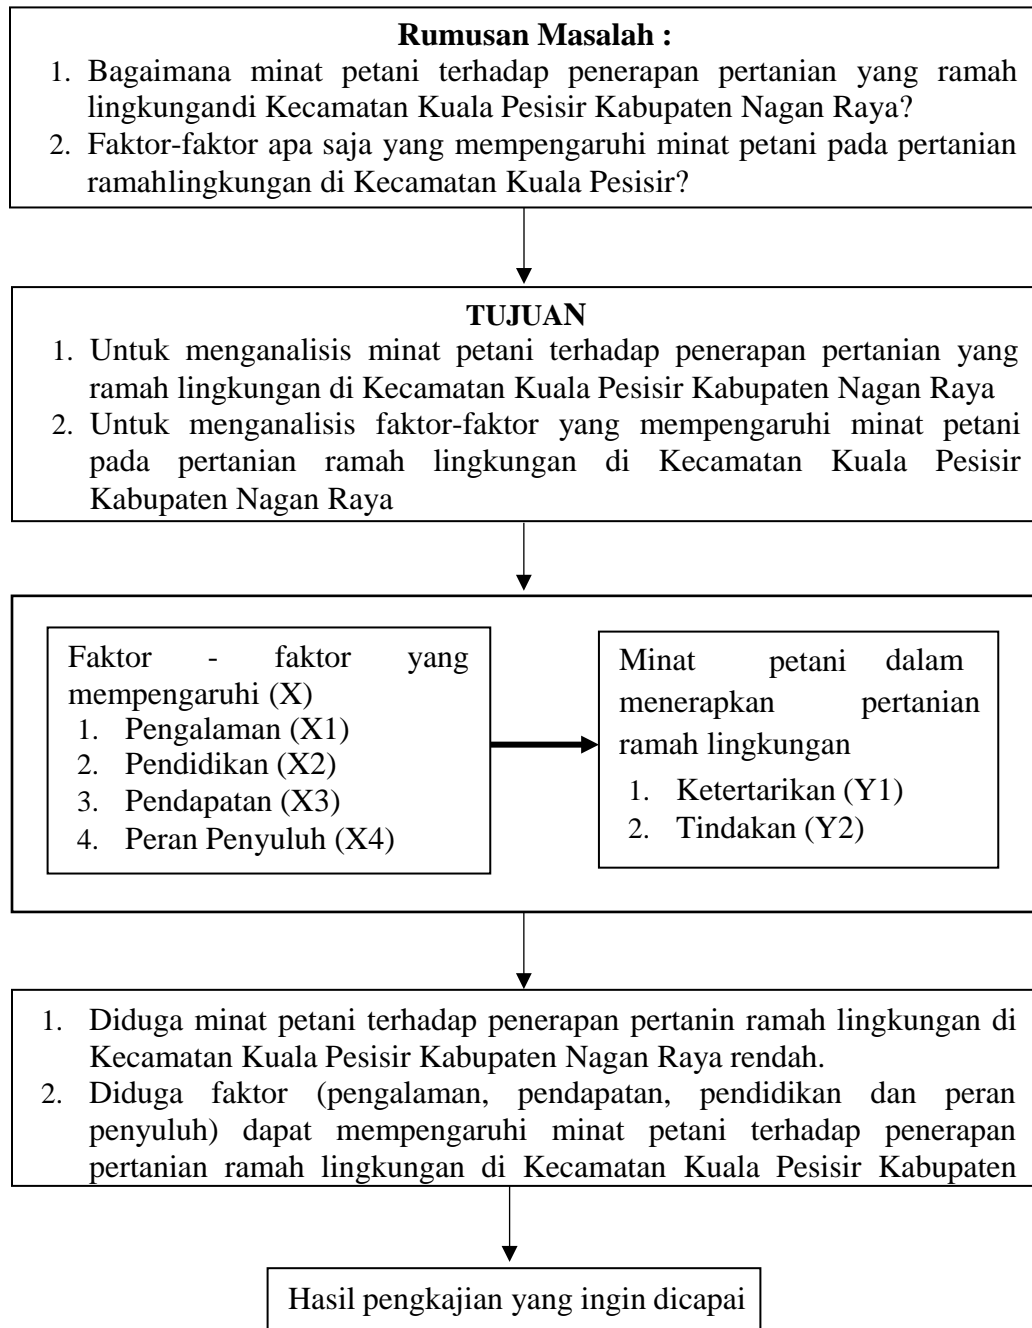 Rumusan Masalah :
1. Bagaimana minat petani terhadap penerapan pertanian yang ramah
lingkungandi Kecamatan Kuala Pesisir Kabupaten Nagan Raya?
2. Faktor-faktor apa saja yang mempengaruhi minat petani pada pertanian
ramahlingkungan di Kecamatan Kuala Pesisir?
TUJUAN
1. Untuk menganalisis minat petani terhadap penerapan pertanian yang
ramah lingkungan di Kecamatan Kuala Pesisir Kabupaten Nagan Raya
2. Untuk menganalisis faktor-faktor yang mempengaruhi minat petani
pada pertanian ramah lingkungan di Kecamatan Kuala Pesisir
Kabupaten Nagan Raya
Faktor - faktor yang
mempengaruhi (X)
1. Pengalaman (X1)
2. Pendidikan (X2)
3. Pendapatan (X3)
4. Peran Penyuluh (X4)
Minat petani dalam
menerapkan pertanian
ramah lingkungan
1. Ketertarikan (Y1)
2. Tindakan (Y2)
1. Diduga minat petani terhadap penerapan pertanin ramah lingkungan di
Kecamatan Kuala Pesisir Kabupaten Nagan Raya rendah.
2. Diduga faktor (pengalaman, pendapatan, pendidikan dan peran
penyuluh) dapat mempengaruhi minat petani terhadap penerapan
pertanian ramah lingkungan di Kecamatan Kuala Pesisir Kabupaten
Hasil pengkajian yang ingin dicapai